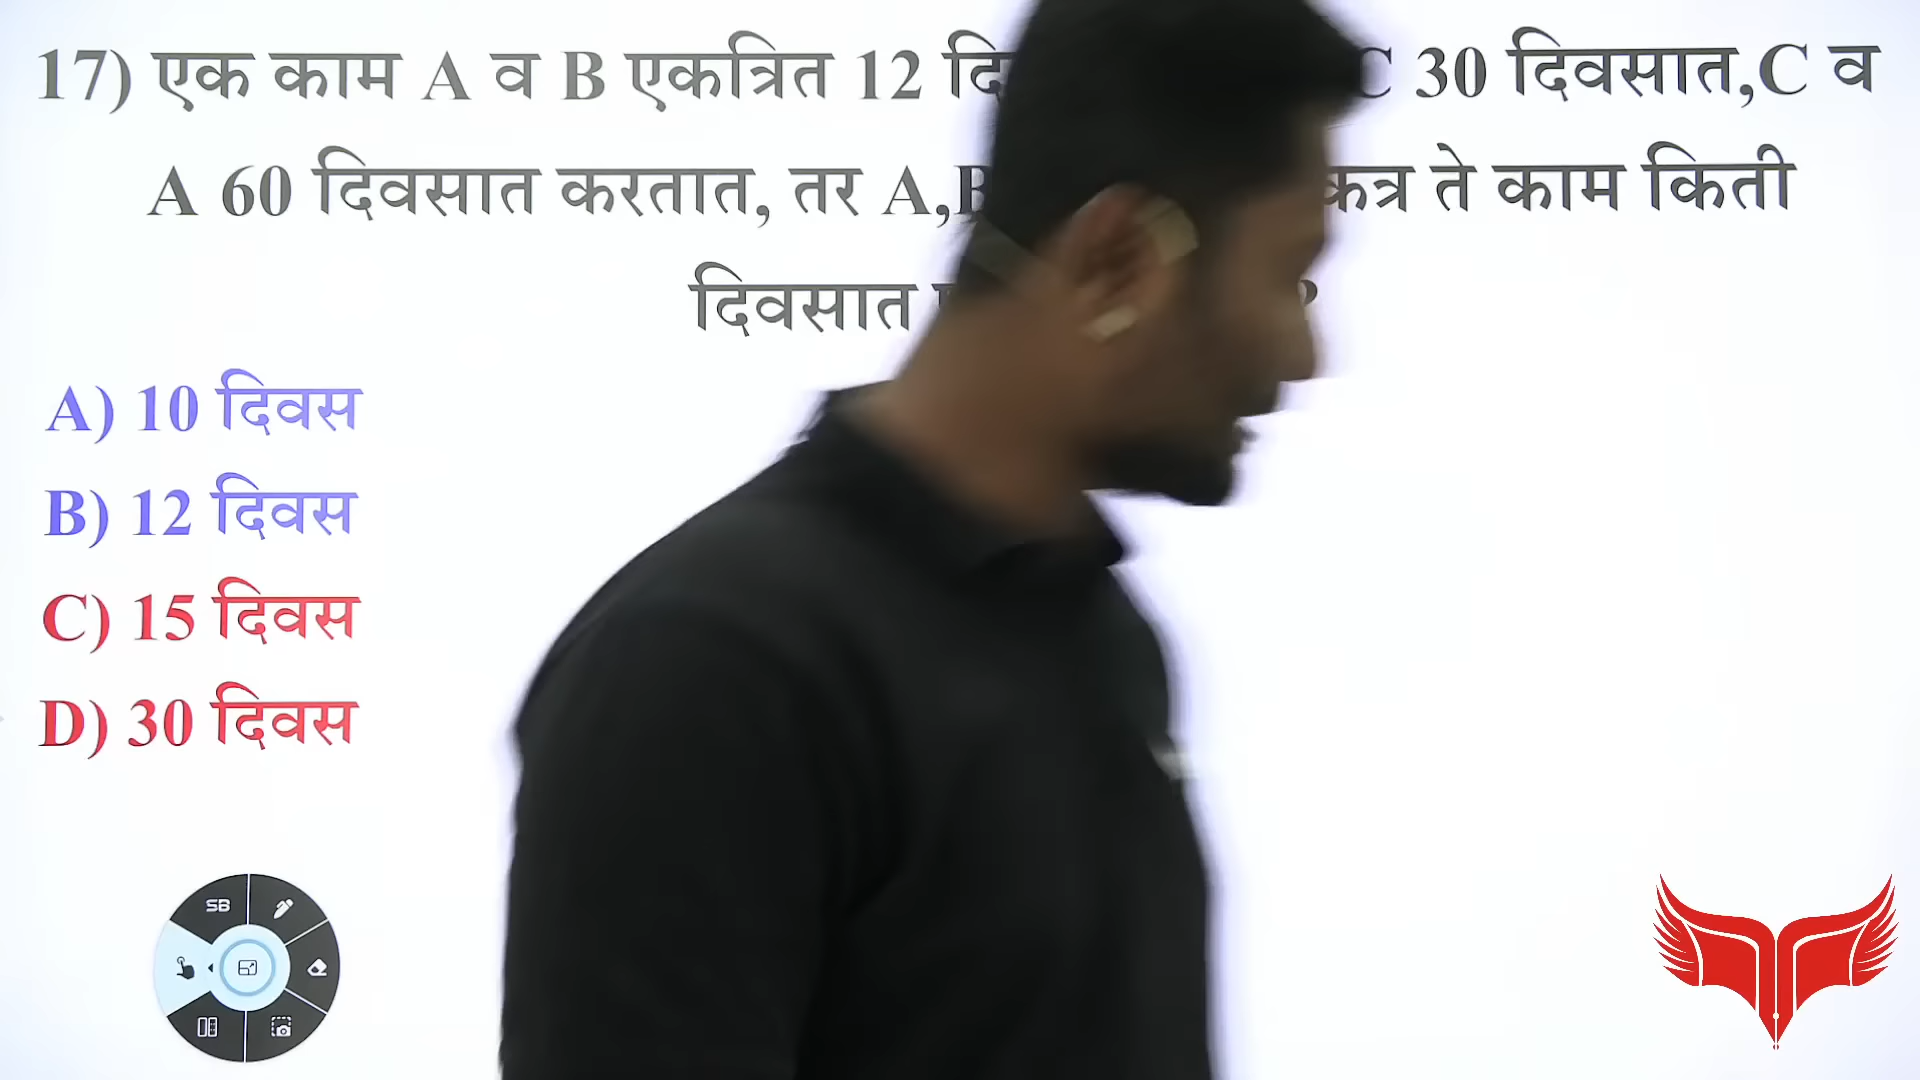 17) एक काम A व B एकत्रित 12 C 30 दिवसात,C व
A 60 दिवसात करतात, तर A,B ते काम किती
दिवसात ?
A) 10 दिवस
B) 12 दिवस
C) 15 दिवस
D) 30 दिवस
SB